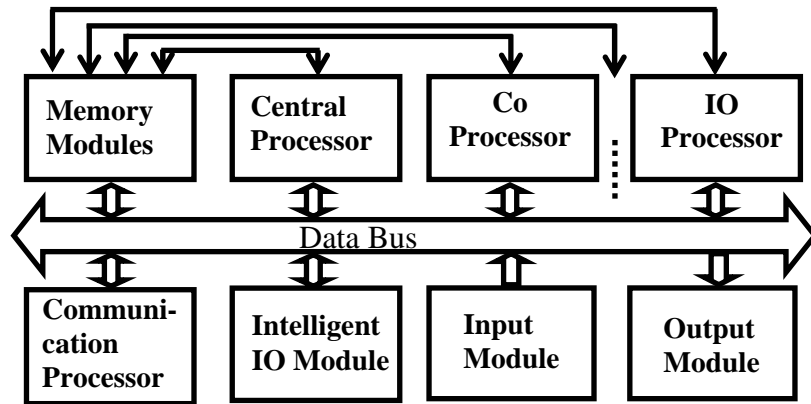 Memory
Modules
Central
Processor
Co
Processor
IO
Processor
Data Bus
Communi-
cation
Processor
Intelligent
IO Module
Input
Module
Output
Module